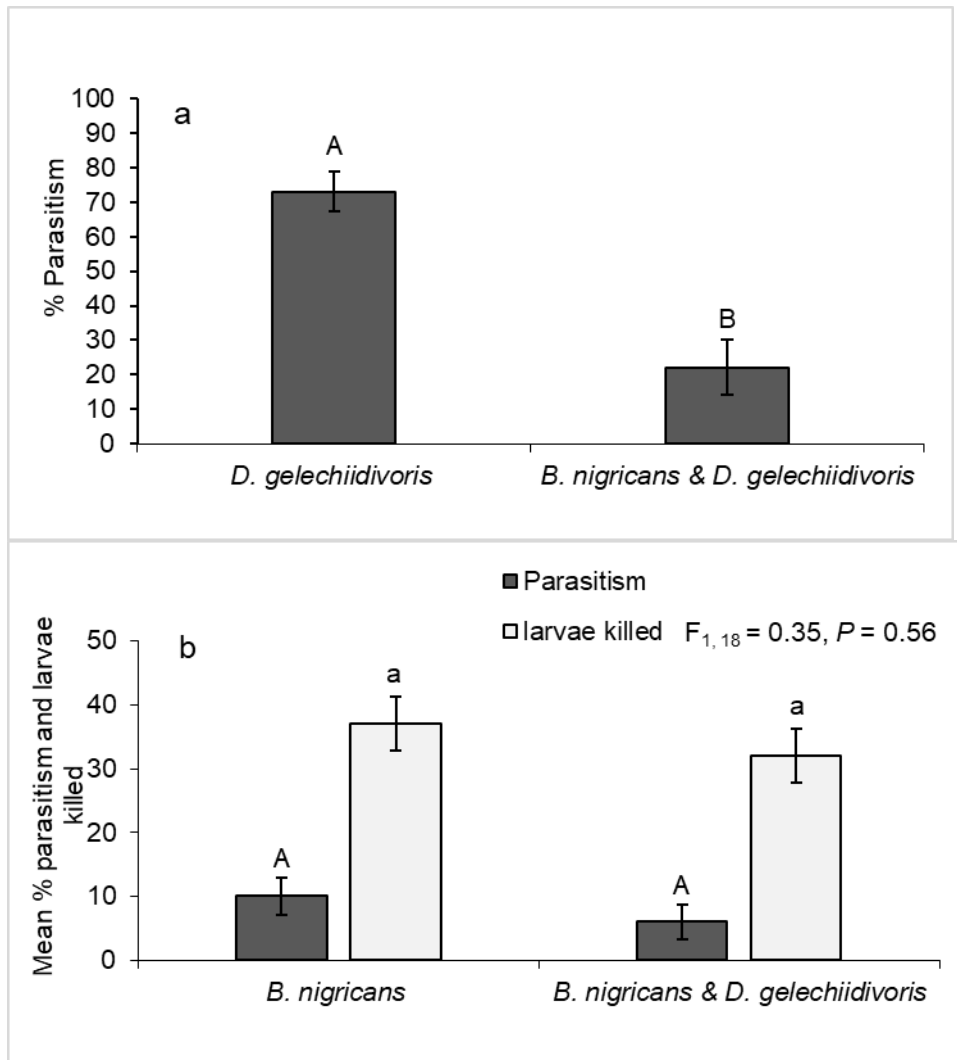 a
100
90
80
70
60
50
40
30
20
10
0
% Parasitism
A
B
D. gelechiidivoris
B. nigricans & D. gelechiidivoris
Parasitism
larvae killed
F1, 18 = 0.35, P = 0.56
b
50
40
30
20
10
0
Mean % parasitism and larvae
killed
A
a
A
a
B. nigricans
B. nigricans & D. gelechiidivoris